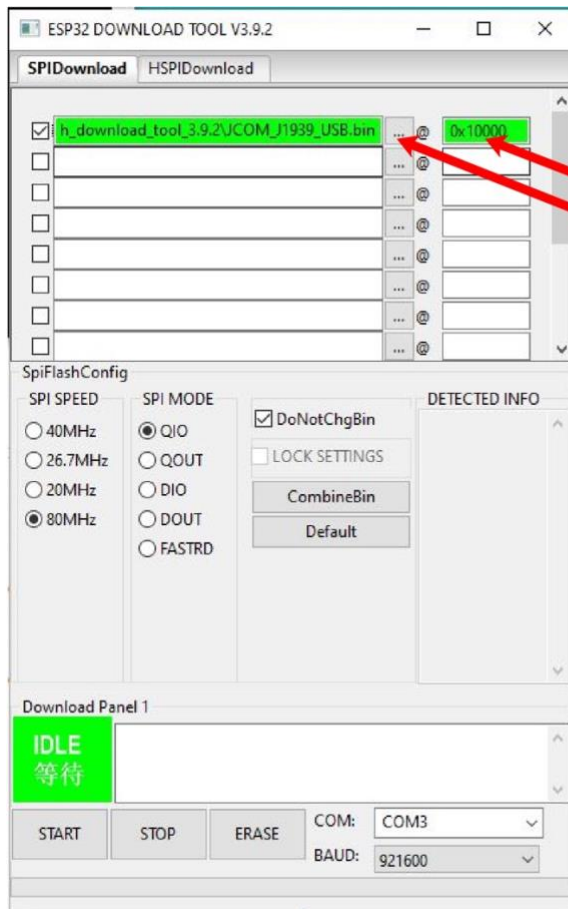 ESP32 DOWNLOAD TOOL V3.9.2
SPIDownload HSPIDownload
h_download_tool_3.9.2\JCOM_J1939_USB.bin ... @ 0x10000
... @
... @
... @
... @
... @
... @
... @
SpiFlashConfig
SPI SPEED SPI MODE DETECTED INFO
40MHz QIO DoNotChgBin
26.7MHz QOUT LOCK SETTINGS
20MHz DIO CombineBin
80MHz DOUT Default
FASTRD
Download Panel 1
IDLE
等待
START STOP ERASE COM: COM3
BAUD: 921600